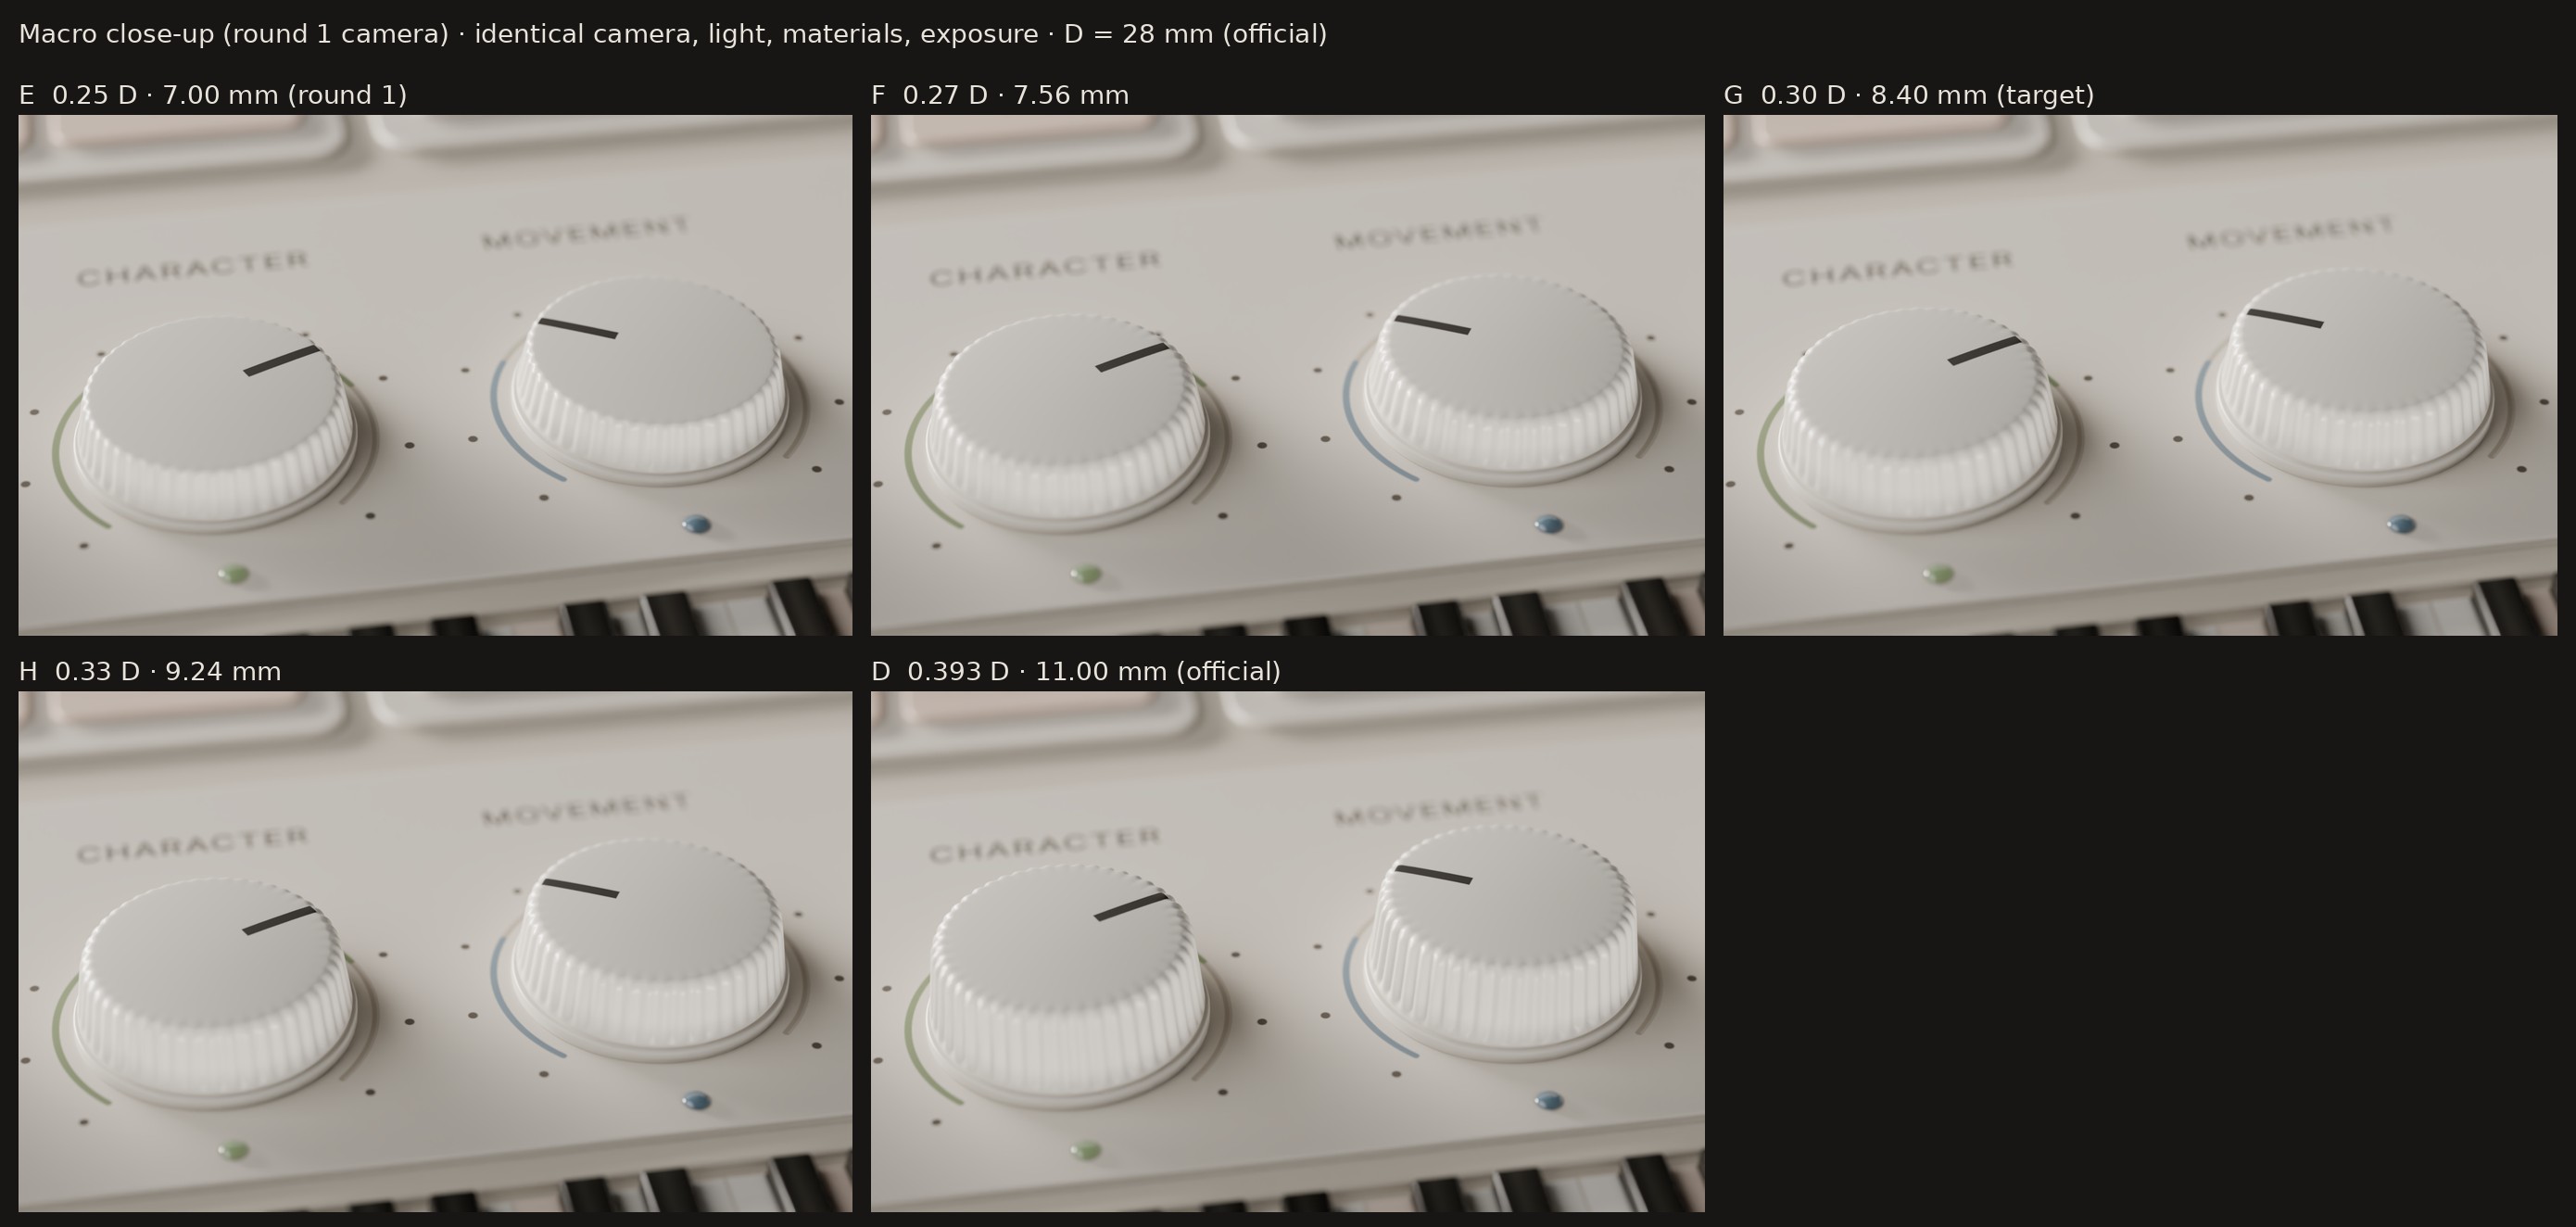 Macro close-up (round 1 camera) · identical camera, light, materials, exposure · D = 28 mm (official)
E 0.25 D · 7.00 mm (round 1)
F 0.27 D · 7.56 mm
G 0.30 D · 8.40 mm (target)
MOVEMENT
CHARACTER
MOVEMENT
CHARACTER
MOVEMENT
CHARACTER
H 0.33 D · 9.24 mm
D 0.393 D · 11.00 mm (official)
MOVEMENT
CHARACTER
MOVEMENT
CHARACTER